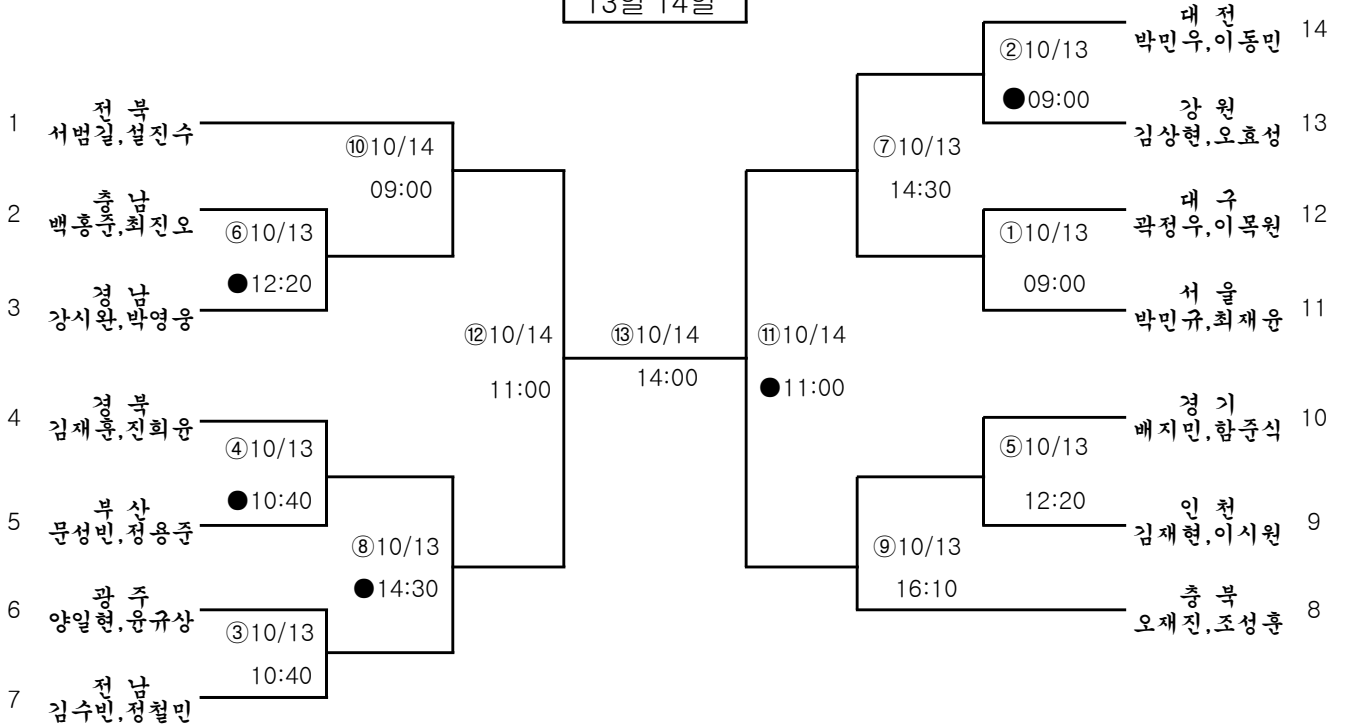 13일 14일
1
전 북
서범길,설진수
⑩10/14
09:00
2
충 남
백흥준,최진오
⑥10/13
●12:20
3
경 남
강시완,박영웅
⑫10/14
11:00
4
경 북
김재훈,진희윤
④10/13
●10:40
5
부 산
문성빈,정용준
⑧10/13
●14:30
6
광 주
양일현,윤규상
③10/13
10:40
7
전 남
김수빈,정철민
⑬10/14
14:00
대 전
박민우,이동민
14
②10/13
●09:00
강 원
김상현,오효성
13
⑦10/13
14:30
대 구
곽정우,이목원
12
①10/13
09:00
서 울
박민규,최재윤
11
⑪10/14
●11:00
경 기
배지민,함준식
10
⑤10/13
12:20
인 천
김재현,이시원
9
⑨10/13
16:10
충 북
오재진,조성훈
8